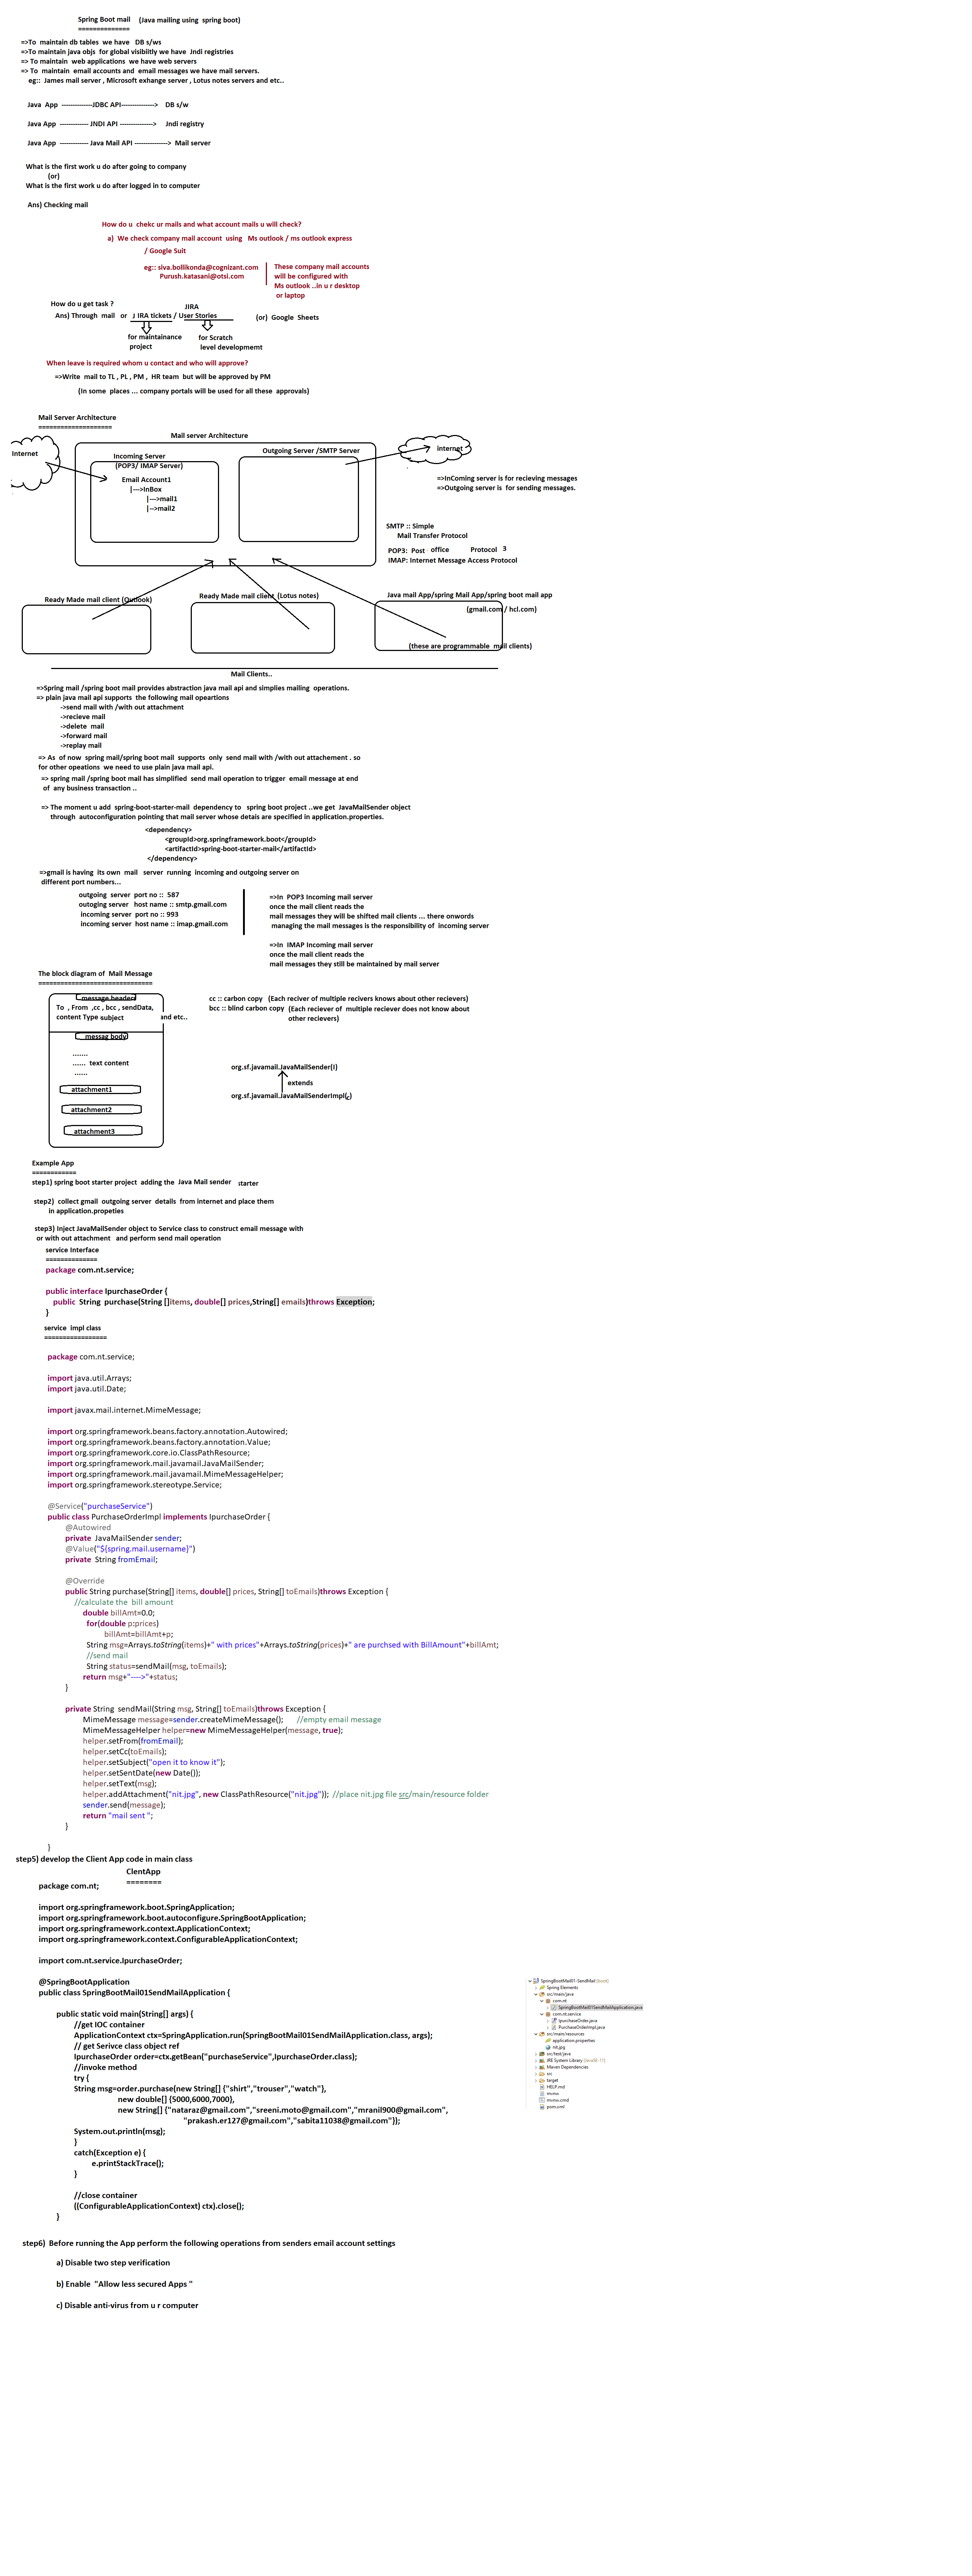 Spring Boot mail (Java mailing using spring boot)
==============
=>To maintain db tables we have DB s/ws
=>To maintain java objs for global visibiitly we have Jndi registries
=> To maintain web applications we have web servers
=> To maintain email accounts and email messages we have mail servers.
eg:: James mail server , Microsoft exhange server , Lotus notes servers and etc..
Java App --------------JDBC API---------------> DB s/w
Java App ------------- JNDI API ---------------> Jndi registry
Java App ------------- Java Mail API ---------------> Mail server
What is the first work u do after going to company
(or)
What is the first work u do after logged in to computer
Ans) Checking mail
How do u chekc ur mails and what account mails u will check?
a) We check company mail account using Ms outlook / ms outlook express
/ Google Suit
eg:: siva.bollikonda@cognizant.com
Purush.katasani@otsi.com
These company mail accounts
will be configured with
Ms outlook ..in u r desktop
or laptop
How do u get task ?
JIRA
Ans) Through mail or J IRA tickets / User Stories (or) Google Sheets
for maintainance
project
for Scratch
level developmemt
When leave is required whom u contact and who will approve?
=>Write mail to TL , PL , PM , HR team but will be approved by PM
(In some places ... company portals will be used for all these approvals)
Mail Server Architecture
====================
Mail server Architecture
Internet
Incoming Server
(POP3/ IMAP Server)
Email Account1
|--->InBox
|--->mail1
|-->mail2
Outgoing Server /SMTP Server
internet
=>InComing server is for recieving messages
=>Outgoing server is for sending messages.
SMTP :: Simple
Mail Transfer Protocol
POP3: Post office Protocol 3
IMAP: Internet Message Access Protocol
Ready Made mail client (Outlook)
Ready Made mail client (Lotus notes)
Java mail App/spring Mail App/spring boot mail app
(gmail.com / hcl.com)
(these are programmable mail clients)
Mail Clients..
=>Spring mail /spring boot mail provides abstraction java mail api and simplies mailing operations.
=> plain java mail api supports the following mail opeartions
->send mail with /with out attachment
->recieve mail
->delete mail
->forward mail
->replay mail
=> As of now spring mail/spring boot mail supports only send mail with /with out attachement . so
for other opeations we need to use plain java mail api.
=> spring mail /spring boot mail has simplified send mail operation to trigger email message at end
of any business transaction ..
=> The moment u add spring-boot-starter-mail dependency to spring boot project ..we get JavaMailSender object
through autoconfiguration pointing that mail server whose detais are specified in application.properties.
<dependency>
<groupId>org.springframework.boot</groupId>
<artifactId>spring-boot-starter-mail</artifactId>
</dependency>
=>gmail is having its own mail server running incoming and outgoing server on
different port numbers...
outgoing server port no :: 587
outoging server host name :: smtp.gmail.com
incoming server port no :: 993
incoming server host name :: imap.gmail.com
=>In POP3 Incoming mail server
once the mail client reads the
mail messages they will be shifted mail clients ... there onwords
managing the mail messages is the responsibility of incoming server
=>In IMAP Incoming mail server
once the mail client reads the
mail messages they still be maintained by mail server
The block diagram of Mail Message
===============================
message headers
To , From ,cc , bcc , sendData,
content Type subject and etc..
messag body
.......
...... text content
......
attachment1
attachment2
attachment3
cc :: carbon copy (Each reciver of multiple recivers knows about other recievers)
bcc :: blind carbon copy (Each reciever of multiple reciever does not know about
other recievers)
org.sf.javamail.JavaMailSender(I)
extends
org.sf.javamail.JavaMailSenderImpl(c)
Example App
============
step1) spring boot starter project adding the Java Mail sender starter
step2) collect gmail outgoing server details from internet and place them
in application.propeties
step3) Inject JavaMailSender object to Service class to construct email message with
or with out attachment and perform send mail operation
service Interface
==============
package com.nt.service;
public interface IpurchaseOrder {
public String purchase(String []items, double[] prices,String[] emails)throws Exception;
}
service impl class
=================
package com.nt.service;
import java.util.Arrays;
import java.util.Date;
import javax.mail.internet.MimeMessage;
import org.springframework.beans.factory.annotation.Autowired;
import org.springframework.beans.factory.annotation.Value;
import org.springframework.core.io.ClassPathResource;
import org.springframework.mail.javamail.JavaMailSender;
import org.springframework.mail.javamail.MimeMessageHelper;
import org.springframework.stereotype.Service;
@Service("purchaseService")
public class PurchaseOrderImpl implements IpurchaseOrder {
@Autowired
private JavaMailSender sender;
@Value("${spring.mail.username}")
private String fromEmail;
@Override
public String purchase(String[] items, double[] prices, String[] toEmails)throws Exception {
//calculate the bill amount
double billAmt=0.0;
for(double p:prices)
billAmt=billAmt+p;
String msg=Arrays.toString(items)+" with prices"+Arrays.toString(prices)+" are purchsed with BillAmount"+billAmt;
//send mail
String status=sendMail(msg, toEmails);
return msg+"---->"+status;
}
private String sendMail(String msg, String[] toEmails)throws Exception {
MimeMessage message=sender.createMimeMessage(); //empty email message
MimeMessageHelper helper=new MimeMessageHelper(message, true);
helper.setFrom(fromEmail);
helper.setCc(toEmails);
helper.setSubject("open it to know it");
helper.setSentDate(new Date());
helper.setText(msg);
helper.addAttachment("nit.jpg", new ClassPathResource("nit.jpg")); //place nit.jpg file src/main/resource folder
sender.send(message);
return "mail sent ";
}
}
step5) develop the Client App code in main class
ClentApp
========
package com.nt;
import org.springframework.boot.SpringApplication;
import org.springframework.boot.autoconfigure.SpringBootApplication;
import org.springframework.context.ApplicationContext;
import org.springframework.context.ConfigurableApplicationContext;
import com.nt.service.IpurchaseOrder;
@SpringBootApplication
public class SpringBootMail01SendMailApplication {
public static void main(String[] args) {
//get IOC container
ApplicationContext ctx=SpringApplication.run(SpringBootMail01SendMailApplication.class, args);
// get Serivce class object ref
IpurchaseOrder order=ctx.getBean("purchaseService",IpurchaseOrder.class);
//invoke method
try {
String msg=order.purchase(new String[] {"shirt","trouser","watch"},
new double[] {5000,6000,7000},
new String[] {"nataraz@gmail.com","sreeni.moto@gmail.com","mranil900@gmail.com",
"prakash.er127@gmail.com","sabita11038@gmail.com"});
System.out.println(msg);
}
catch(Exception e) {
e.printStackTrace();
}
//close container
((ConfigurableApplicationContext) ctx).close();
}
SpringBootMail01-SendMail [boot]
Spring Elements
src/main/java
com.nt
SpringBootMail01SendMailApplication.java
com.nt.service
IpurchaseOrder.java
PurchaseOrderImpl.java
src/main/resources
application.properties
nit.jpg
src/test/java
JRE System Library [JavaSE-11]
Maven Dependencies
src
target
HELP.md
mvnw
mvnw.cmd
pom.xml
step6) Before running the App perform the following operations from senders email account settings
a) Disable two step verification
b) Enable "Allow less secured Apps "
c) Disable anti-virus from u r computer